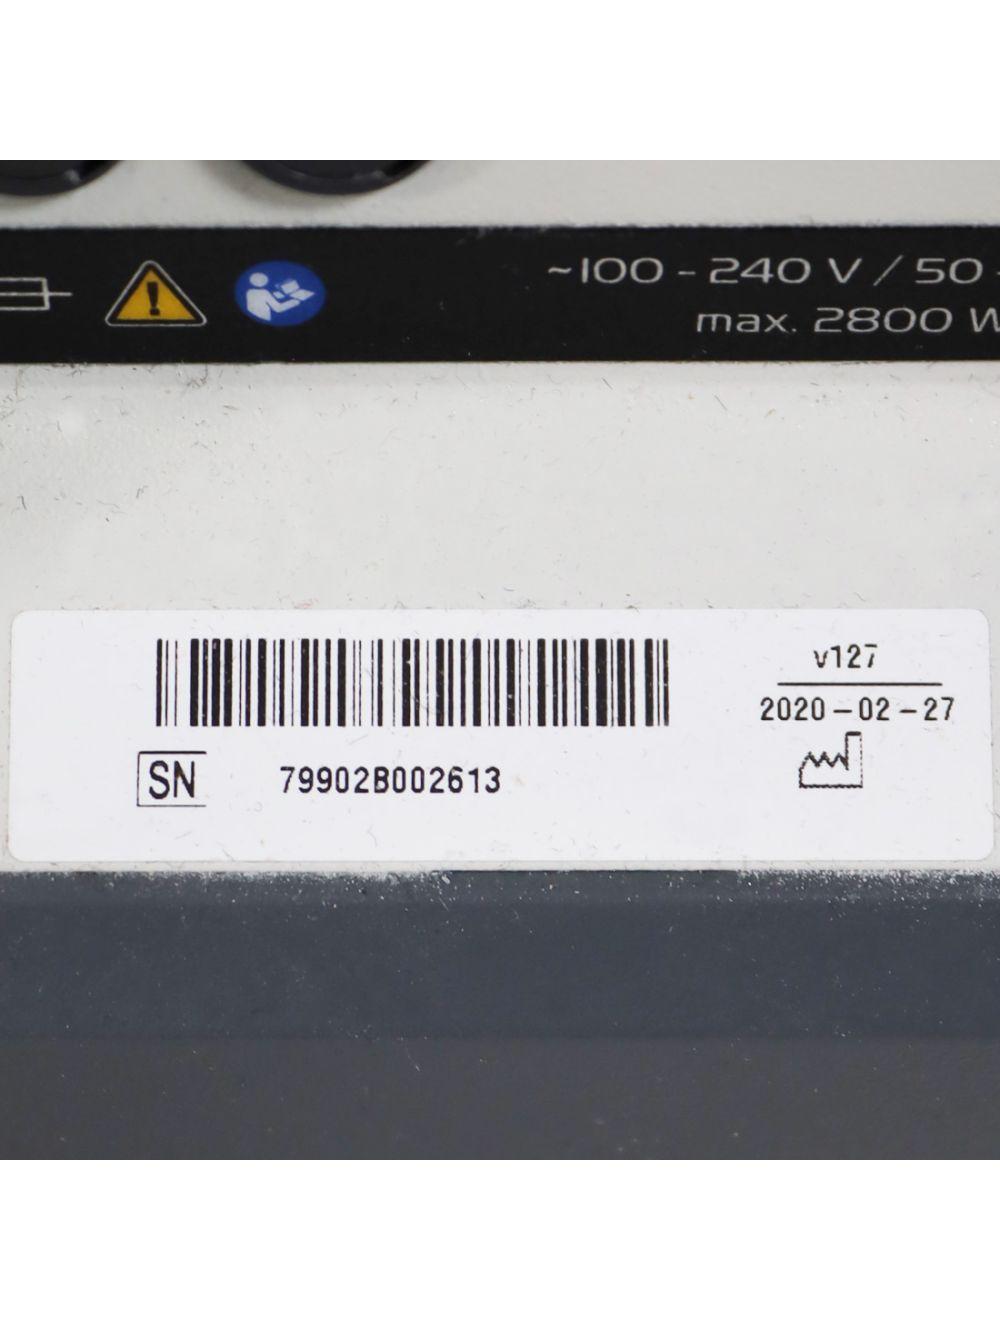 ~100 - 240 V / 50
max. 2800 W
v127
2020-02-27
SN 79902B002613